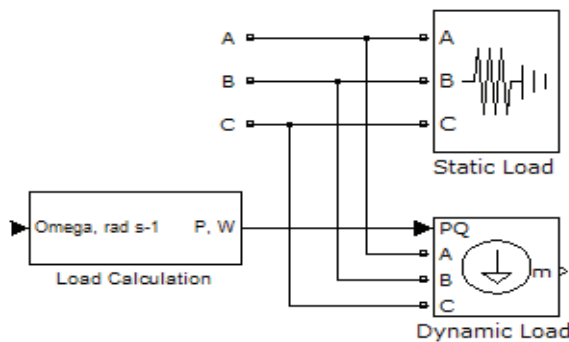 A
B
C
A
B
C
Static Load
Omega, rad s-1 P, W
Load Calculation
PQ
A
B
C
m
Dynamic Load